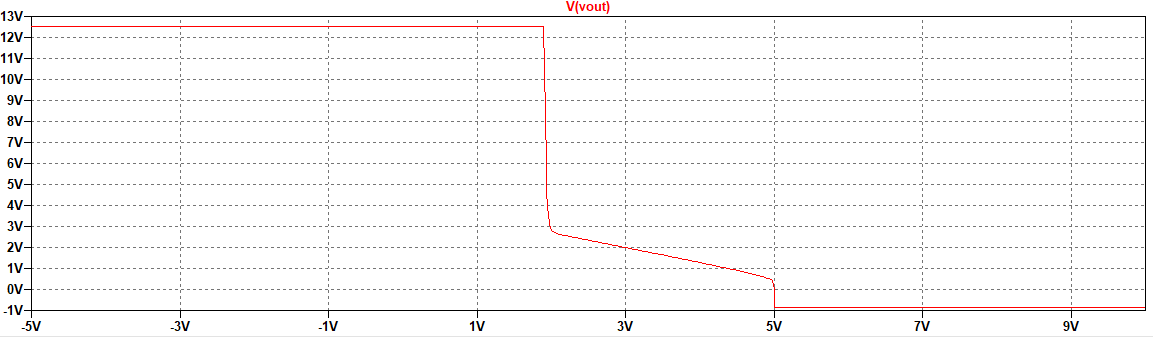 V(vout)
13V
12V
11V
10V
9V
8V
7V
6V
5V
4V
3V
2V
1V
0V
-1V
-5V -3V -1V 1V 3V 5V 7V 9V